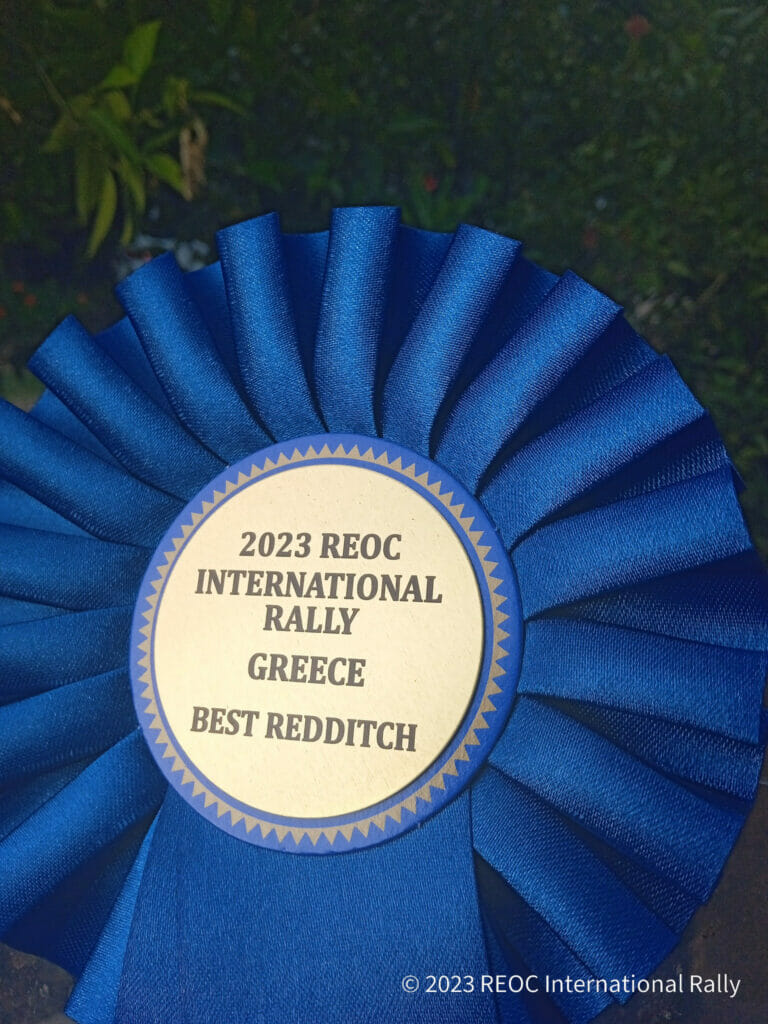 2023 REOC
INTERNATIONAL
RALLY
GREECE
BEST REDDITCH
© 2023 REOC International Rally